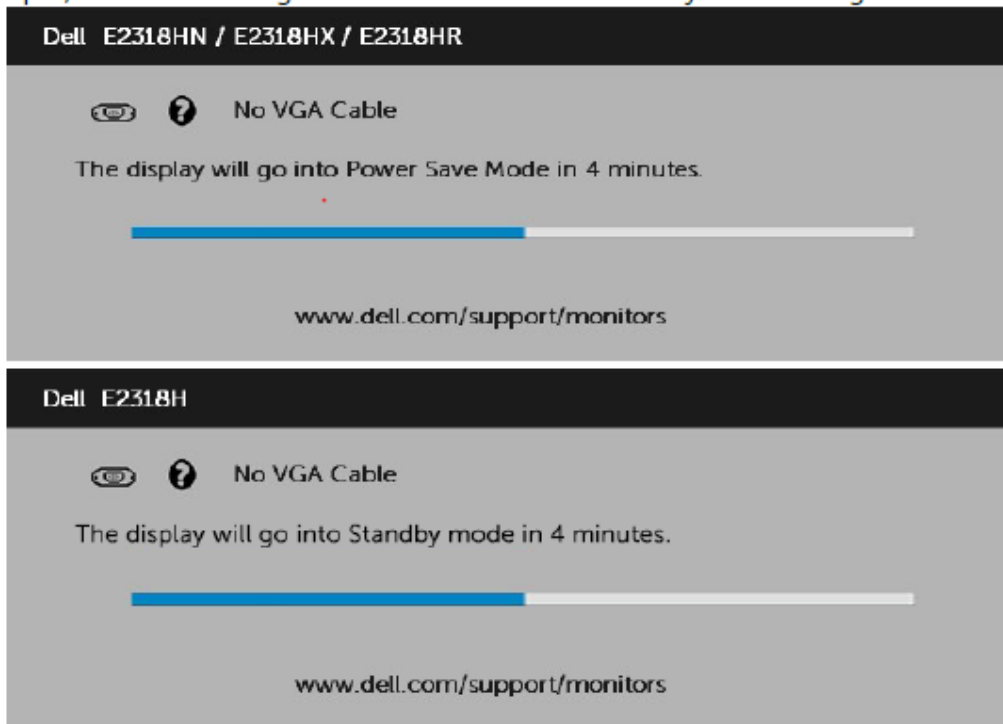 Dell E2318HN / E2318HX / E2318HR
No VGA Cable
The display will go into Power Save Mode in 4 minutes.
www.dell.com/support/monitors
Dell E2318H
No VGA Cable
The display will go into Standby mode in 4 minutes.
www.dell.com/support/monitors